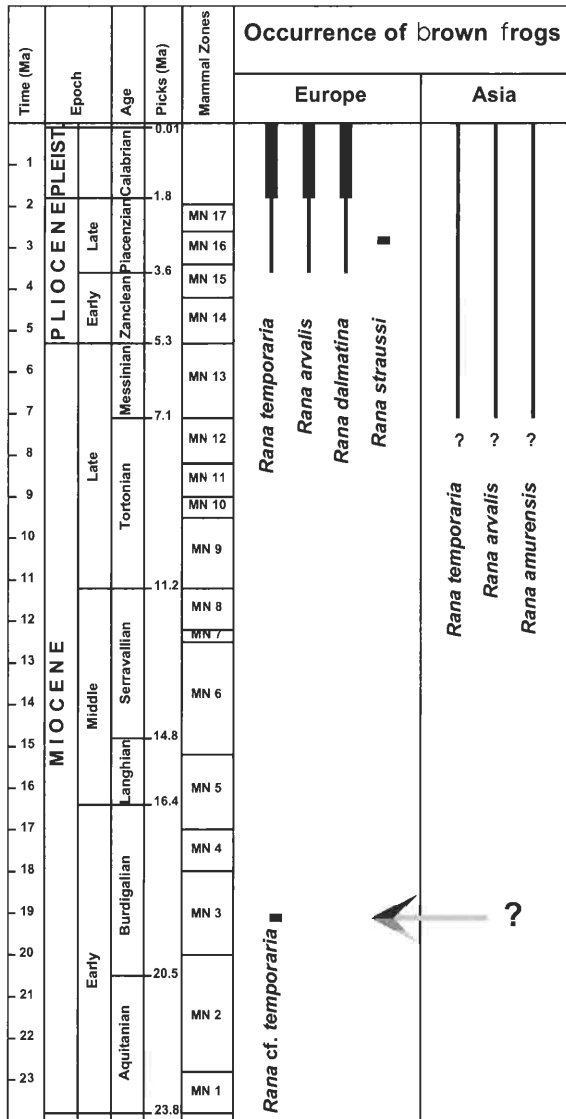 Occurrence of brown frogs
Europe
Asia
Time (Ma)
Epoch
Age
Picks (Ma)
Mammal Zones
1
2
3
4
5
6
7
8
9
10
11
12
13
14
15
16
17
18
19
20
21
22
23
PLEIST.
PLIOCENE
MIOCENE
Late
Early
Late
Middle
Early
Calabrian
Piacenzian
Zanclean
Messinian
Tortonian
Serravallian
Langhian
Burdigalian
Aquitanian
0.01
1.8
3.6
5.3
7.1
11.2
14.8
16.4
20.5
23.8
MN 17
MN 16
MN 15
MN 14
MN 13
MN 12
MN 11
MN 10
MN 9
MN 8
MN 7
MN 6
MN 5
MN 4
MN 3
MN 2
MN 1
Rana temporaria
Rana arvalis
Rana dalmatina
Rana straussi
? ? ?
Rana temporaria
Rana arvalis
Rana amurensis
Rana cf. temporaria
?